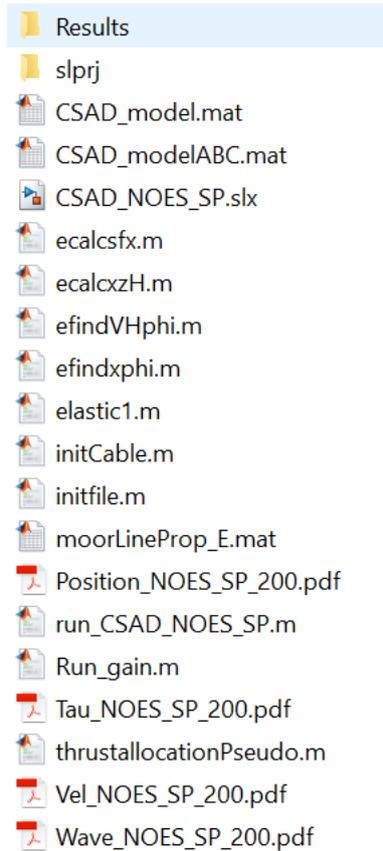 Results
slprj
CSAD_model.mat
CSAD_modelABC.mat
CSAD_NOES_SP.slx
ecalcsfx.m
ecalcxzH.m
efindVHphi.m
efindxphi.m
elastic1.m
initCable.m
initfile.m
moorLineProp_E.mat
Position_NOES_SP_200.pdf
run_CSAD_NOES_SP.m
Run_gain.m
Tau_NOES_SP_200.pdf
thrustallocationPseudo.m
Vel_NOES_SP_200.pdf
Wave_NOES_SP_200.pdf